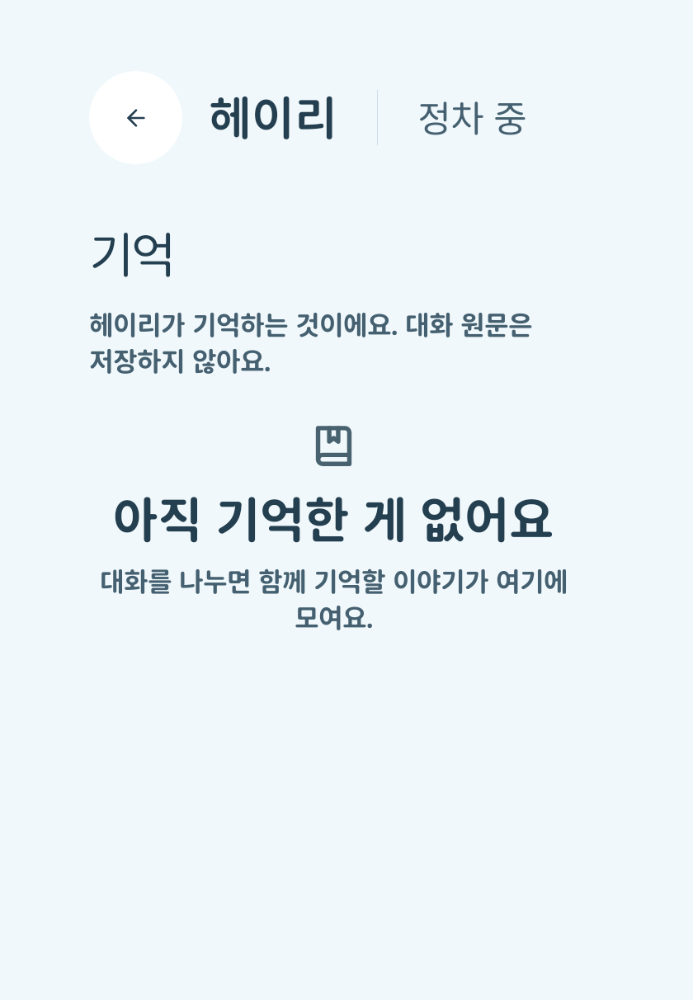 헤이리
정차 중
기억
헤이리가 기억하는 것이에요. 대화 원문은
저장하지 않아요.
아직 기억한 게 없어요
대화를 나누면 함께 기억할 이야기가 여기에
모여요.